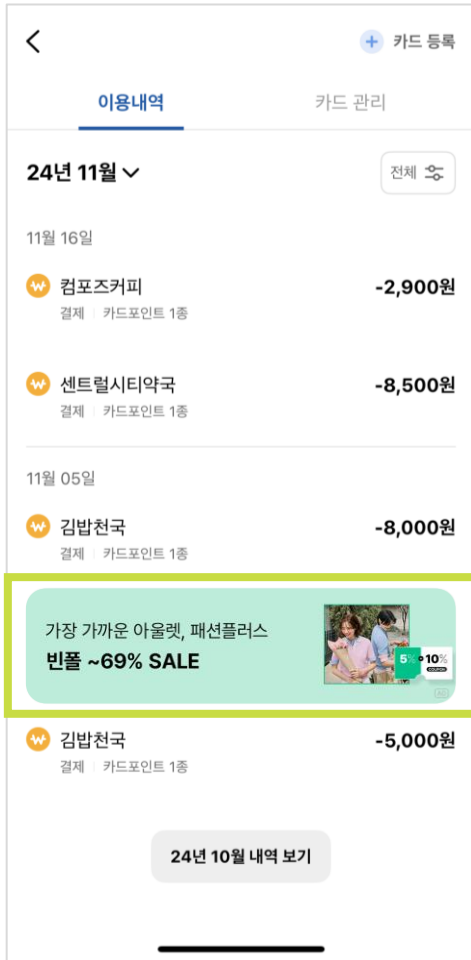 카드 등록
이용내역
카드 관리
24년 11월
전체
11월 16일
컴포즈커피
-2,900원
결제 카드포인트 1종
센트럴시티약국
-8,500원
결제 카드포인트 1종
11월 05일
김밥천국
-8,000원
결제 카드포인트 1종
가장 가까운 아울렛, 패션플러스
빈폴 ~69% SALE
5% + 10%
COUPON
AD
김밥천국
-5,000원
결제 카드포인트 1종
24년 10월 내역 보기